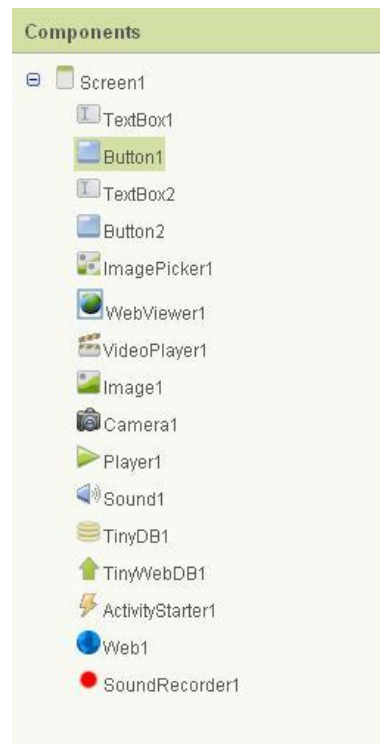 Components
Screen1
TextBox1
Button1
TextBox2
Button2
ImagePicker1
WebViewer1
VideoPlayer1
Image1
Camera1
Player1
Sound1
TinyDB1
TinyWebDB1
ActivityStarter1
Web1
SoundRecorder1